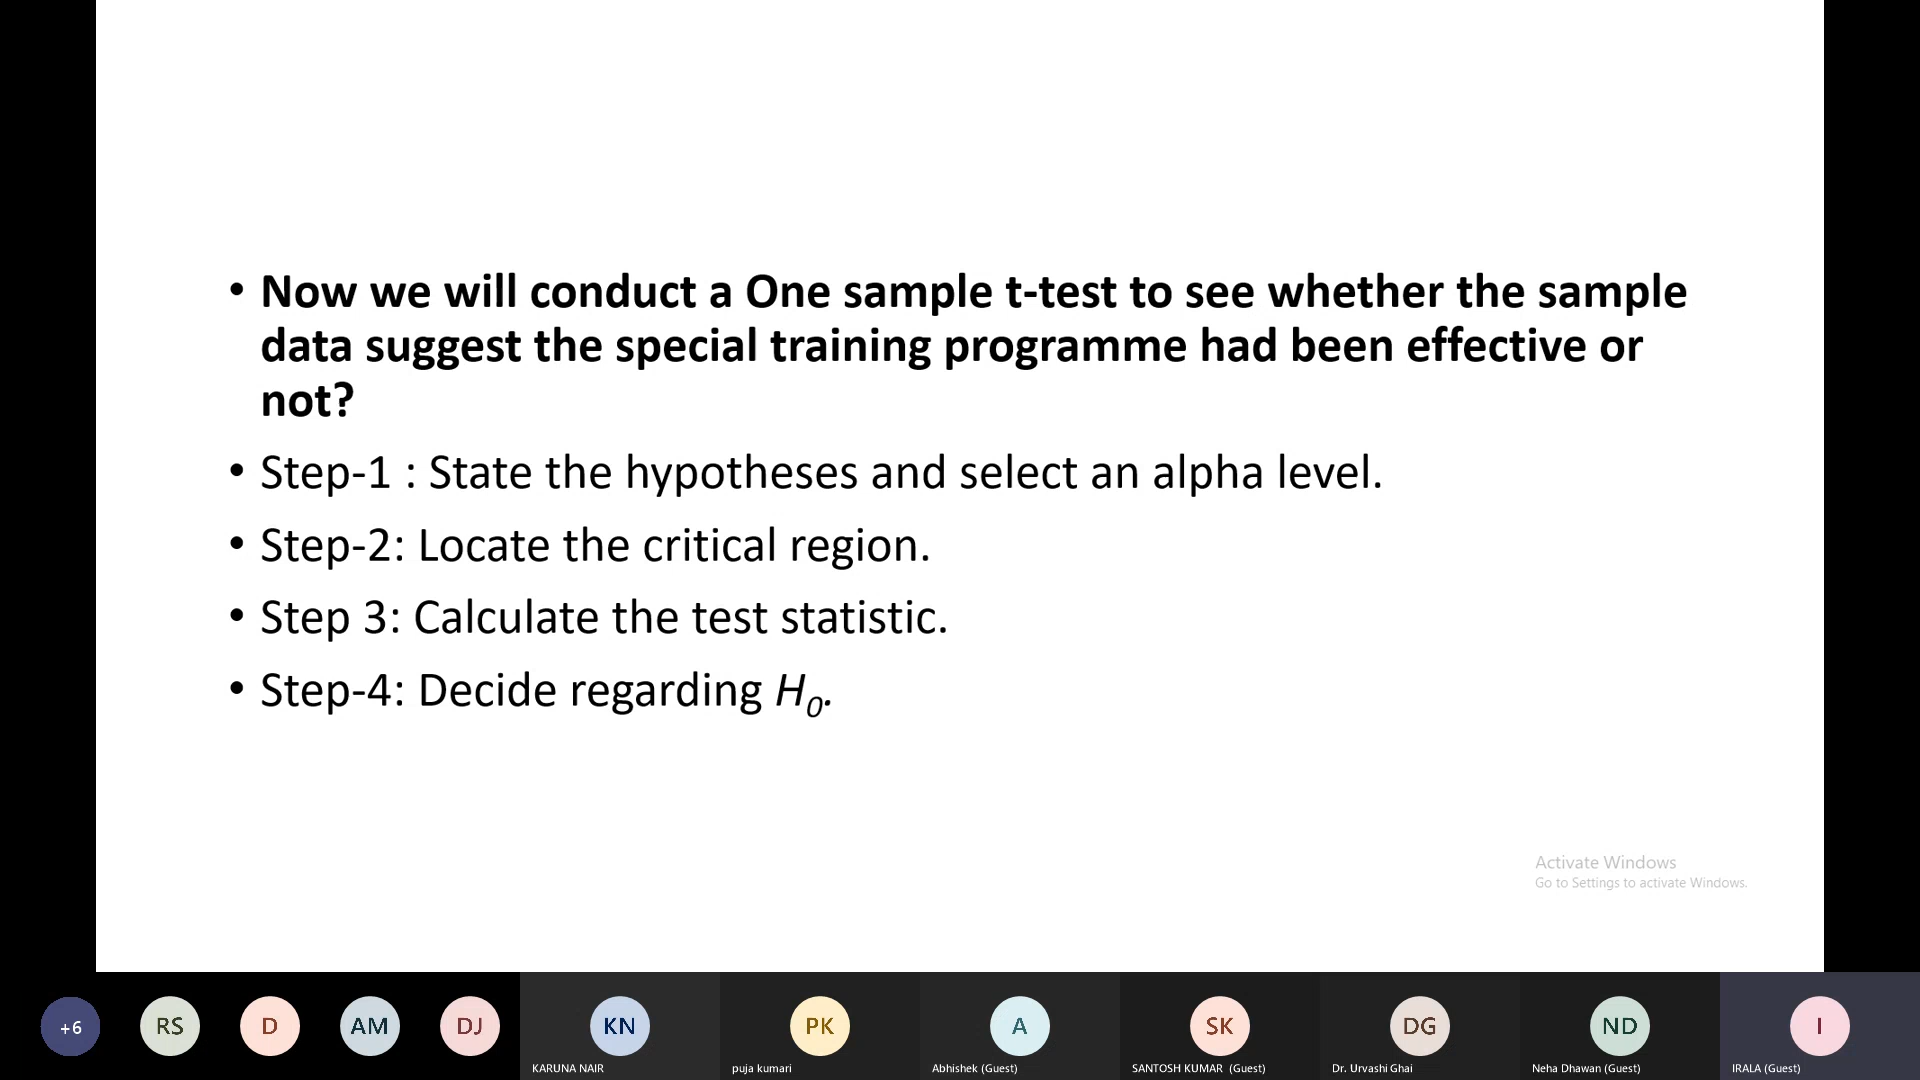 • Now we will conduct a One sample t-test to see whether the sample
data suggest the special training programme had been effective or
not?
• Step-1 : State the hypotheses and select an alpha level.
• Step-2: Locate the critical region.
• Step 3: Calculate the test statistic.
• Step-4: Decide regarding H₀.
Activate Windows
Go to Settings to activate Windows.
+6
RS
D
AM
DJ
KN
PK
A
SK
DG
ND
I
KARUNA NAIR
puja kumari
Abhishek (Guest)
SANTOSH KUMAR (Guest)
Dr. Urvashi Ghai
Neha Dhawan (Guest)
IRALA (Guest)